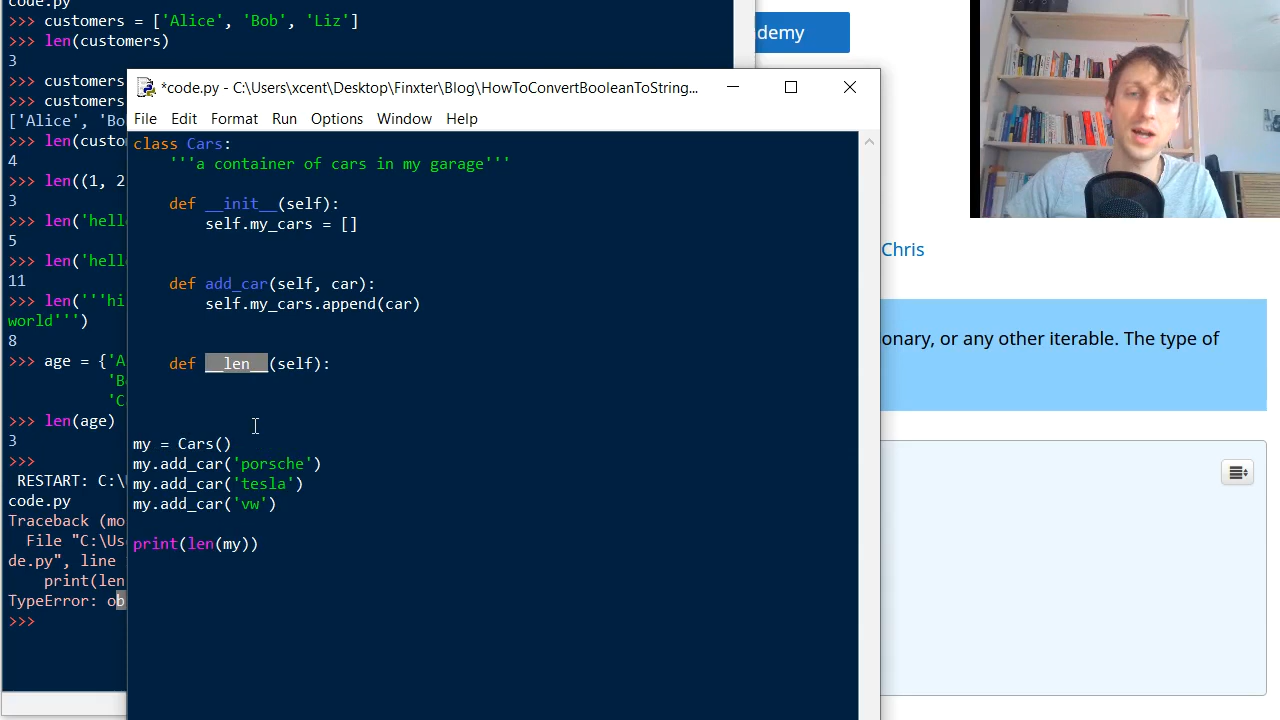 code.py
>>> customers = ['Alice', 'Bob', 'Liz']
>>> len(customers)
3
>>> customers
>>> customers
['Alice', 'Bo
>>> len(custo
4
>>> len((1, 2
3
>>> len('hell
5
>>> len('hell
11
>>> len('''hi
world''')
8
>>> age = {'A
'B
'C
>>> len(age)
3
>>>
RESTART: C:\
code.py
Traceback (mo
File "C:\Us
de.py", line
print(len
TypeError: ob
>>>
*code.py - C:\Users\xcent\Desktop\Finxter\Blog\HowToConvertBooleanToString...
File Edit Format Run Options Window Help
class Cars:
'''a container of cars in my garage'''
def __init__(self):
self.my_cars = []
def add_car(self, car):
self.my_cars.append(car)
def __len__(self):
my = Cars()
my.add_car('porsche')
my.add_car('tesla')
my.add_car('vw')
print(len(my))
demy
Chris
onary, or any other iterable. The type of